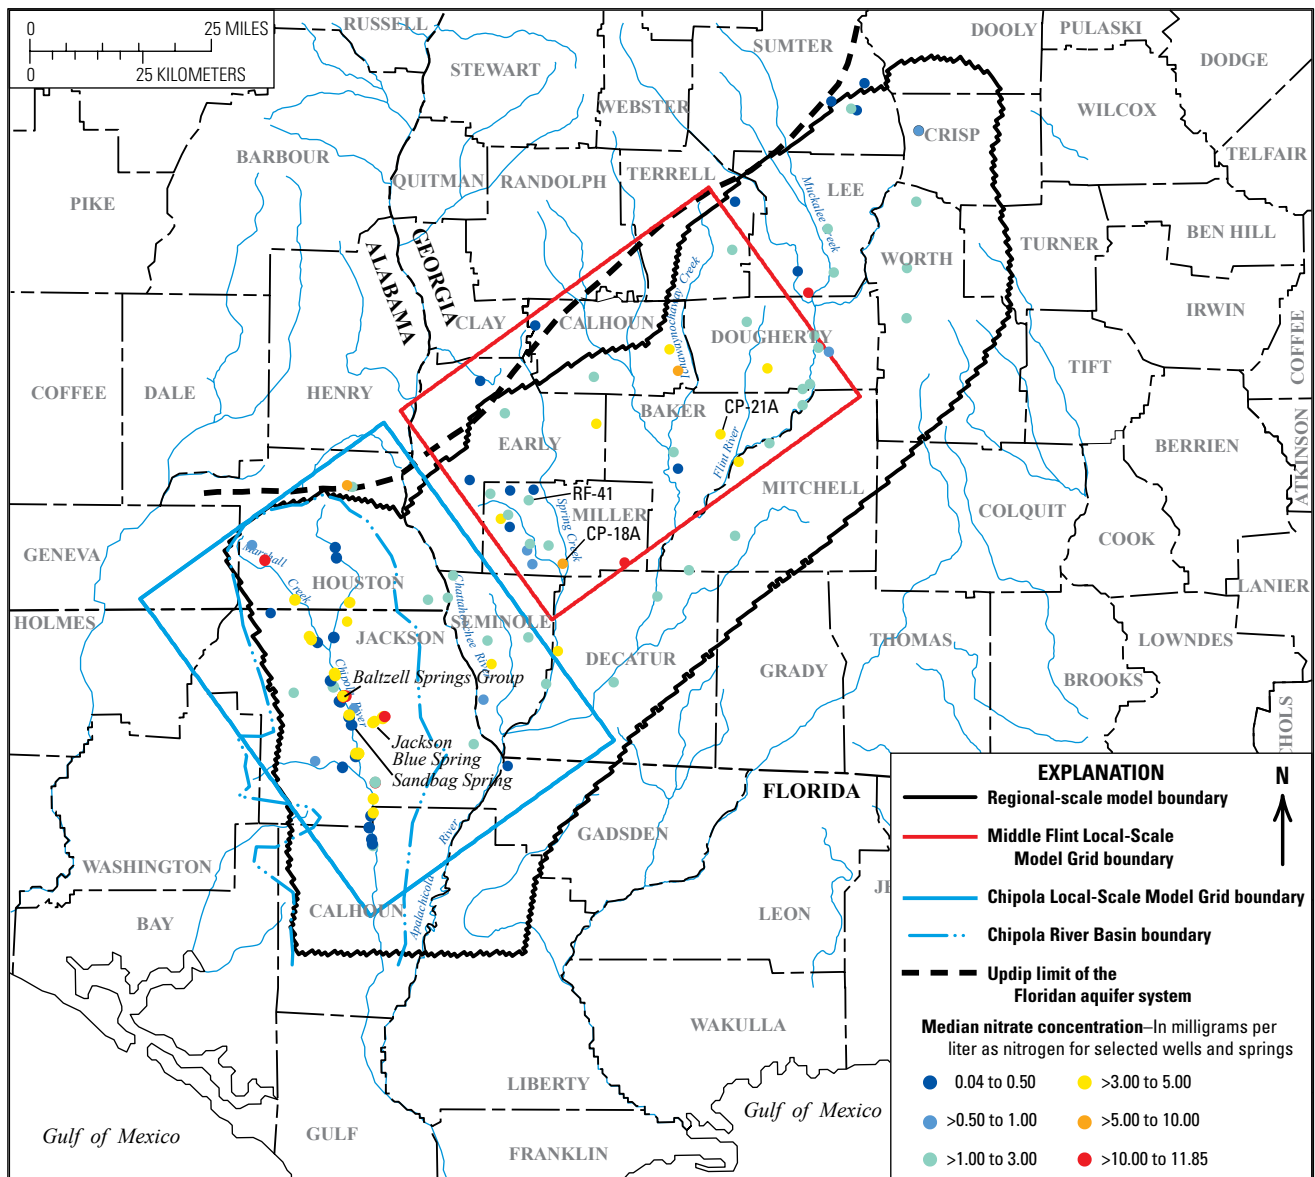 0 25 MILES
0 25 KILOMETERS
RUSSELL
STEWART
SUMTER
DOOLY
PULASKI
DODGE
WEBSTER
WILCOX
CRISP
TELFAIR
BARBOUR
QUITMAN
RANDOLPH
TERRELL
LEE
PIKE
Muckalee Creek
TURNER
BEN HILL
GEORGIA
ALABAMA
WORTH
IRWIN
CLAY
CALHOUN
DOUGHERTY
TIFT
COFFEE
DALE
HENRY
COFFEE
BAKER
CP-21A
EARLY
Flint River
BERRIEN
ATKINSON
RF-41
MILLER
MITCHELL
COLQUIT
Spring Creek
CP-18A
COOK
GENEVA
Marshall Creek
HOUSTON
LANIER
HOLMES
Chattahoochee River
SEMINOLE
JACKSON
DECATUR
THOMAS
LOWNDES
GRADY
BROOKS
Chipola River
Baltzell Springs Group
Jackson
Blue Spring
Sandbag Spring
FLORIDA
GADSDEN
River
Apalachicola
WASHINGTON
BAY
CALHOUN
LEON
WAKULLA
LIBERTY
GULF
FRANKLIN
Gulf of Mexico
Gulf of Mexico
EXPLANATION
N
Regional-scale model boundary
Middle Flint Local-Scale
Model Grid boundary
Chipola Local-Scale Model Grid boundary
Chipola River Basin boundary
Updip limit of the
Floridan aquifer system
Median nitrate concentration–In milligrams per
liter as nitrogen for selected wells and springs
0.04 to 0.50
>3.00 to 5.00
>0.50 to 1.00
>5.00 to 10.00
>1.00 to 3.00
>10.00 to 11.85